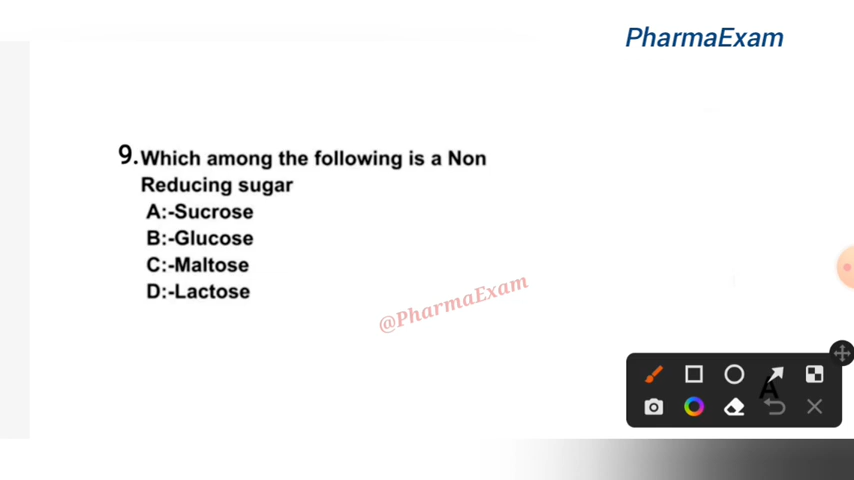 PharmaExam
9.Which among the following is a Non
Reducing sugar
A:-Sucrose
B:-Glucose
C:-Maltose
D:-Lactose
@PharmaExam
A